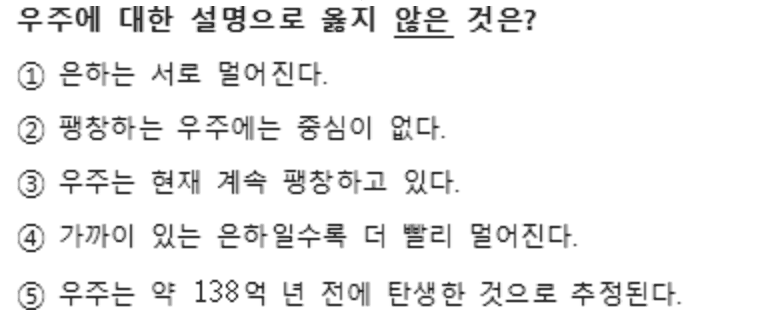 우주에 대한 설명으로 옳지 않은 것은?
① 은하는 서로 멀어진다.
② 팽창하는 우주에는 중심이 없다.
③ 우주는 현재 계속 팽창하고 있다.
④ 가까이 있는 은하일수록 더 빨리 멀어진다.
⑤ 우주는 약 138억 년 전에 탄생한 것으로 추정된다.